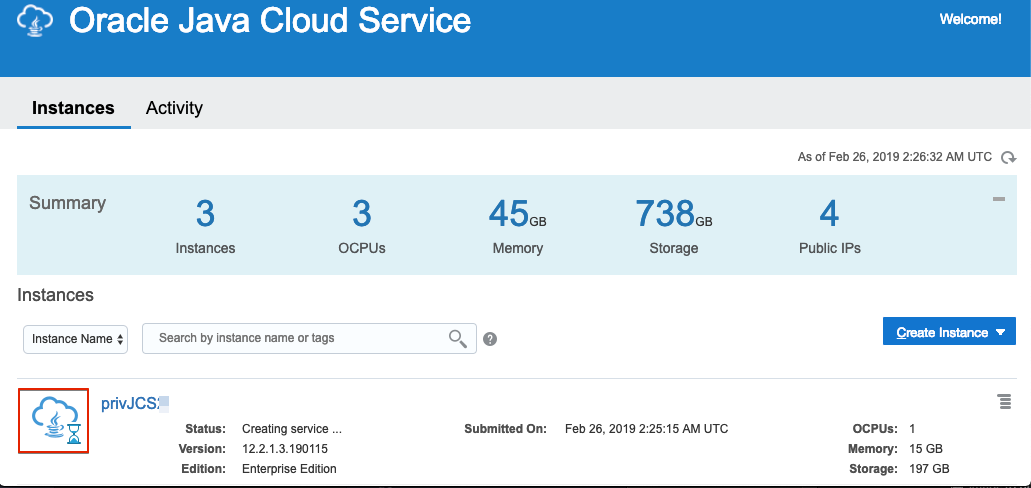 Oracle Java Cloud Service
Welcome!
Instances Activity
As of Feb 26, 2019 2:26:32 AM UTC
Summary
3 3 45GB 738GB 4
Instances OCPUs Memory Storage Public IPs
Instances
Instance Name Search by instance name or tags ?
Create Instance
privJCS
Status: Creating service ... Submitted On: Feb 26, 2019 2:25:15 AM UTC OCPUs: 1
Version: 12.2.1.3.190115 Memory: 15 GB
Edition: Enterprise Edition Storage: 197 GB